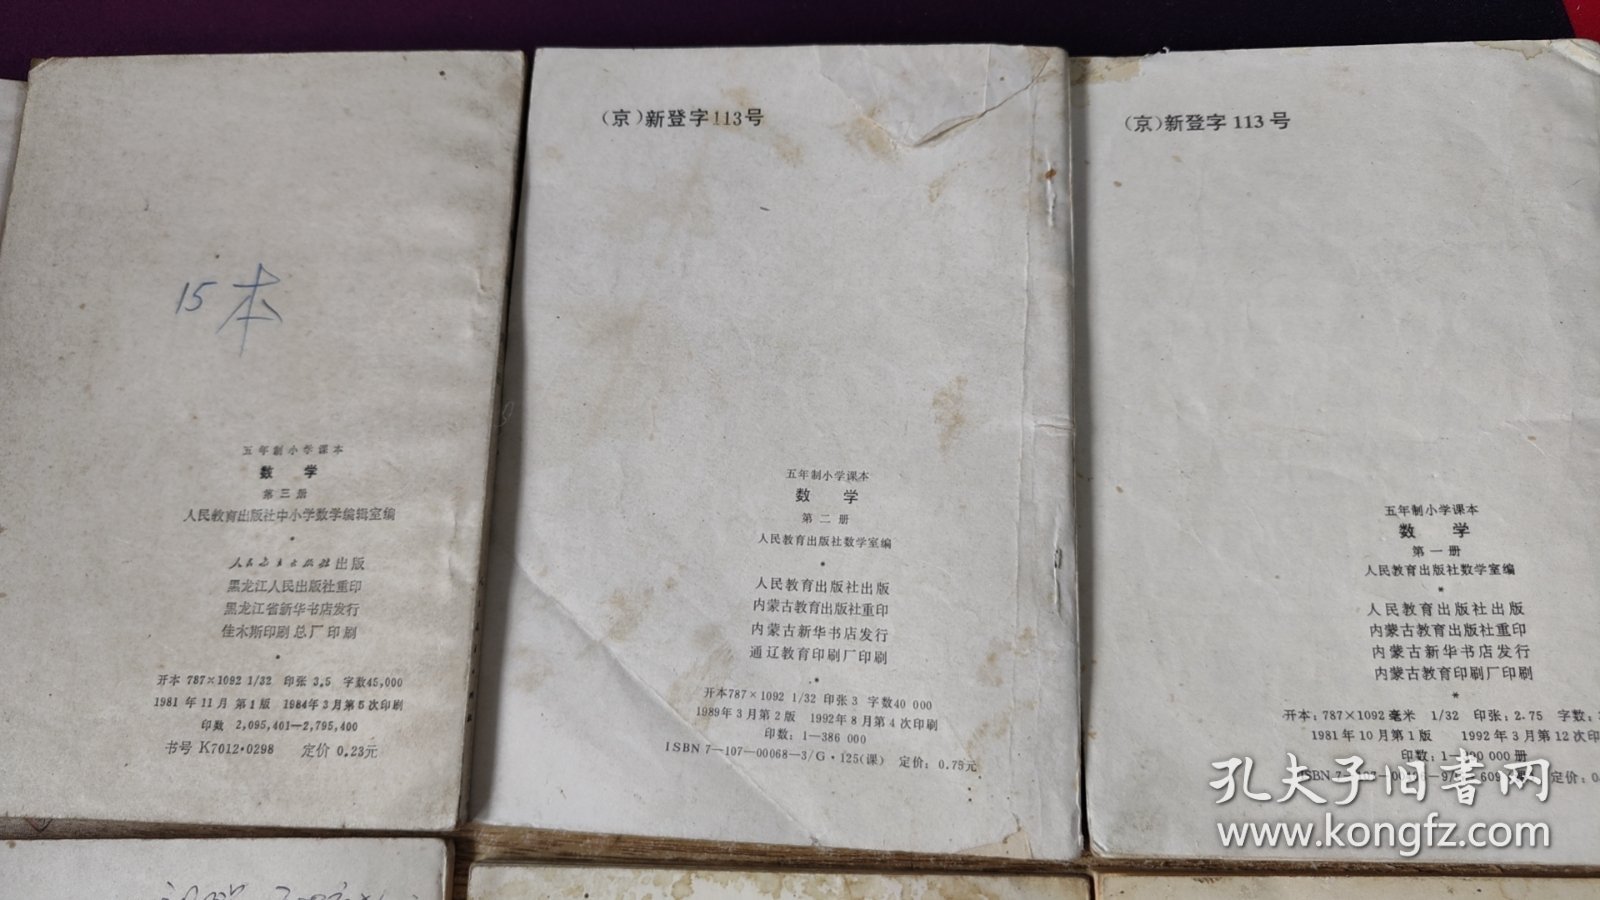 15本
五年制小学课本
数 学
第三册
人民教育出版社中小学数学编辑室编
*
人民教育出版社出版
黑龙江人民出版社重印
黑龙江省新华书店发行
佳木斯印刷总厂印刷
*
开本 787×1092 1/32 印张 3.5 字数45,000
1981 年 11月 第1版 1984年3月第5次印刷
印数 2,095,401—2,795,400
书号 K7012·0298 定价 0.23元
(京)新登字113号
五年制小学课本
数 学
第二册
人民教育出版社数学室编
*
人民教育出版社出版
内蒙古教育出版社重印
内蒙古新华书店发行
通辽教育印刷厂印刷
*
开本787×1092 1/32 印张3 字数40 000
1989年3月第2版 1992年8月第4次印刷
印数:1—386 000
ISBN 7—107—00068—3/G·125(课) 定价:0.75元
(京)新登字113号
五年制小学课本
数 学
第一册
人民教育出版社数学室编
*
人民教育出版社出版
内蒙古教育出版社重印
内蒙古新华书店发行
内蒙古教育印刷厂印刷
*
开本:787×1092毫米 1/32 印张:2.75 字数:
1981年10月第1版 1992年3月第12次印
印数:1— 000册
ISBN 7 定价:0
孔夫子旧书网
www.kongfz.com